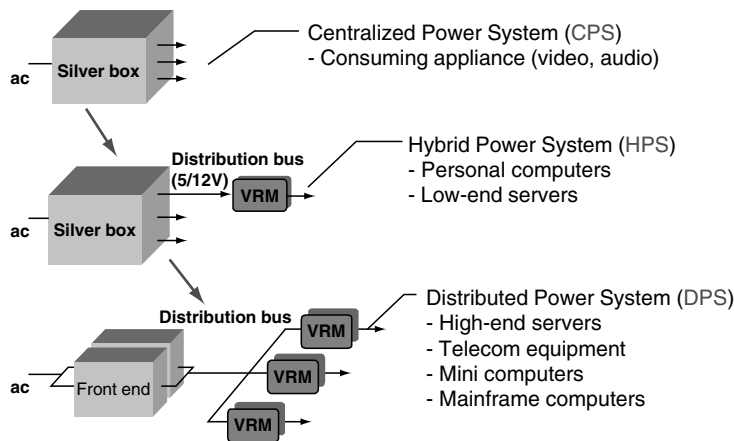 Centralized Power System (CPS)
- Consuming appliance (video, audio)
Silver box
ac
Distribution bus
(5/12V)
VRM
Hybrid Power System (HPS)
- Personal computers
- Low-end servers
Silver box
ac
Distribution bus
VRM
Distributed Power System (DPS)
- High-end servers
- Telecom equipment
- Mini computers
- Mainframe computers
VRM
Front end
ac
VRM